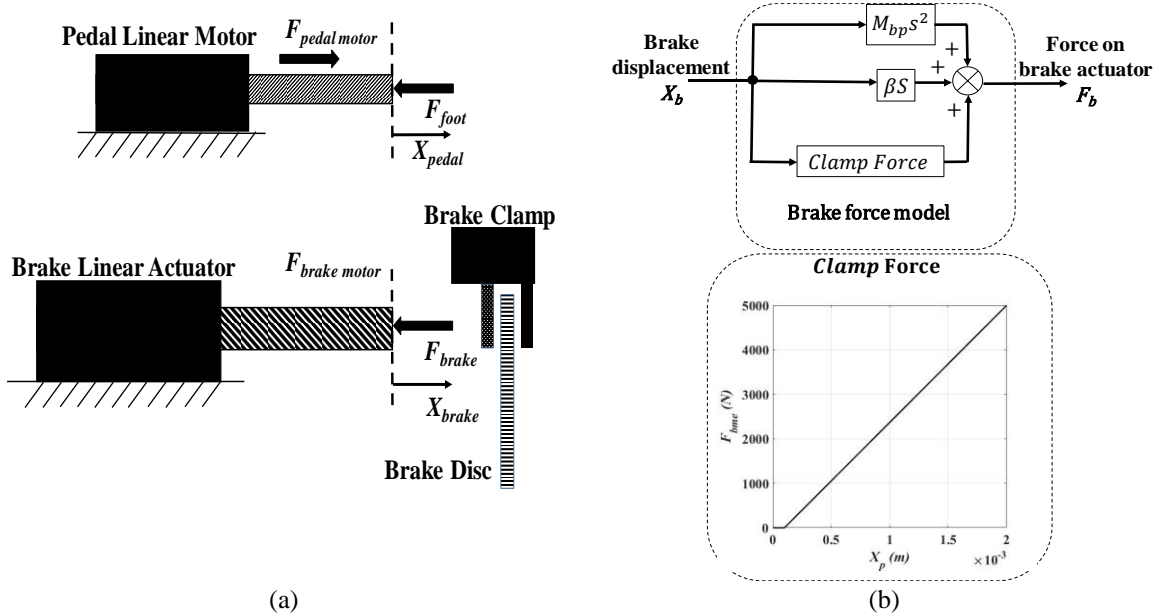 Pedal Linear Motor
F_pedal motor
F_foot
X_pedal
Brake Clamp
Brake Linear Actuator
F_brake motor
F_brake
X_brake
Brake Disc
(a)
Brake
displacement
X_b
M_bp s²
+
βS
+
Clamp Force
+
Force on
brake actuator
F_b
Brake force model
Clamp Force
F_bme (N)
5000
4000
3000
2000
1000
0
0 0.5 1 1.5 2
X_p (m)
× 10⁻³
(b)